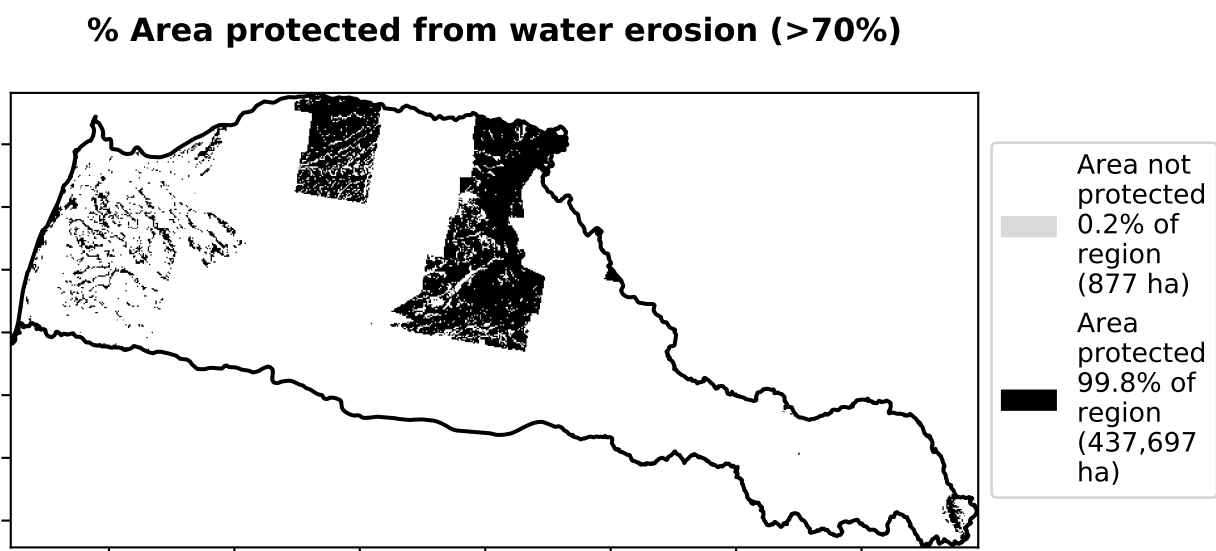 % Area protected from water erosion (>70%)
Area not
protected
0.2% of
region
(877 ha)
Area
protected
99.8% of
region
(437,697
ha)